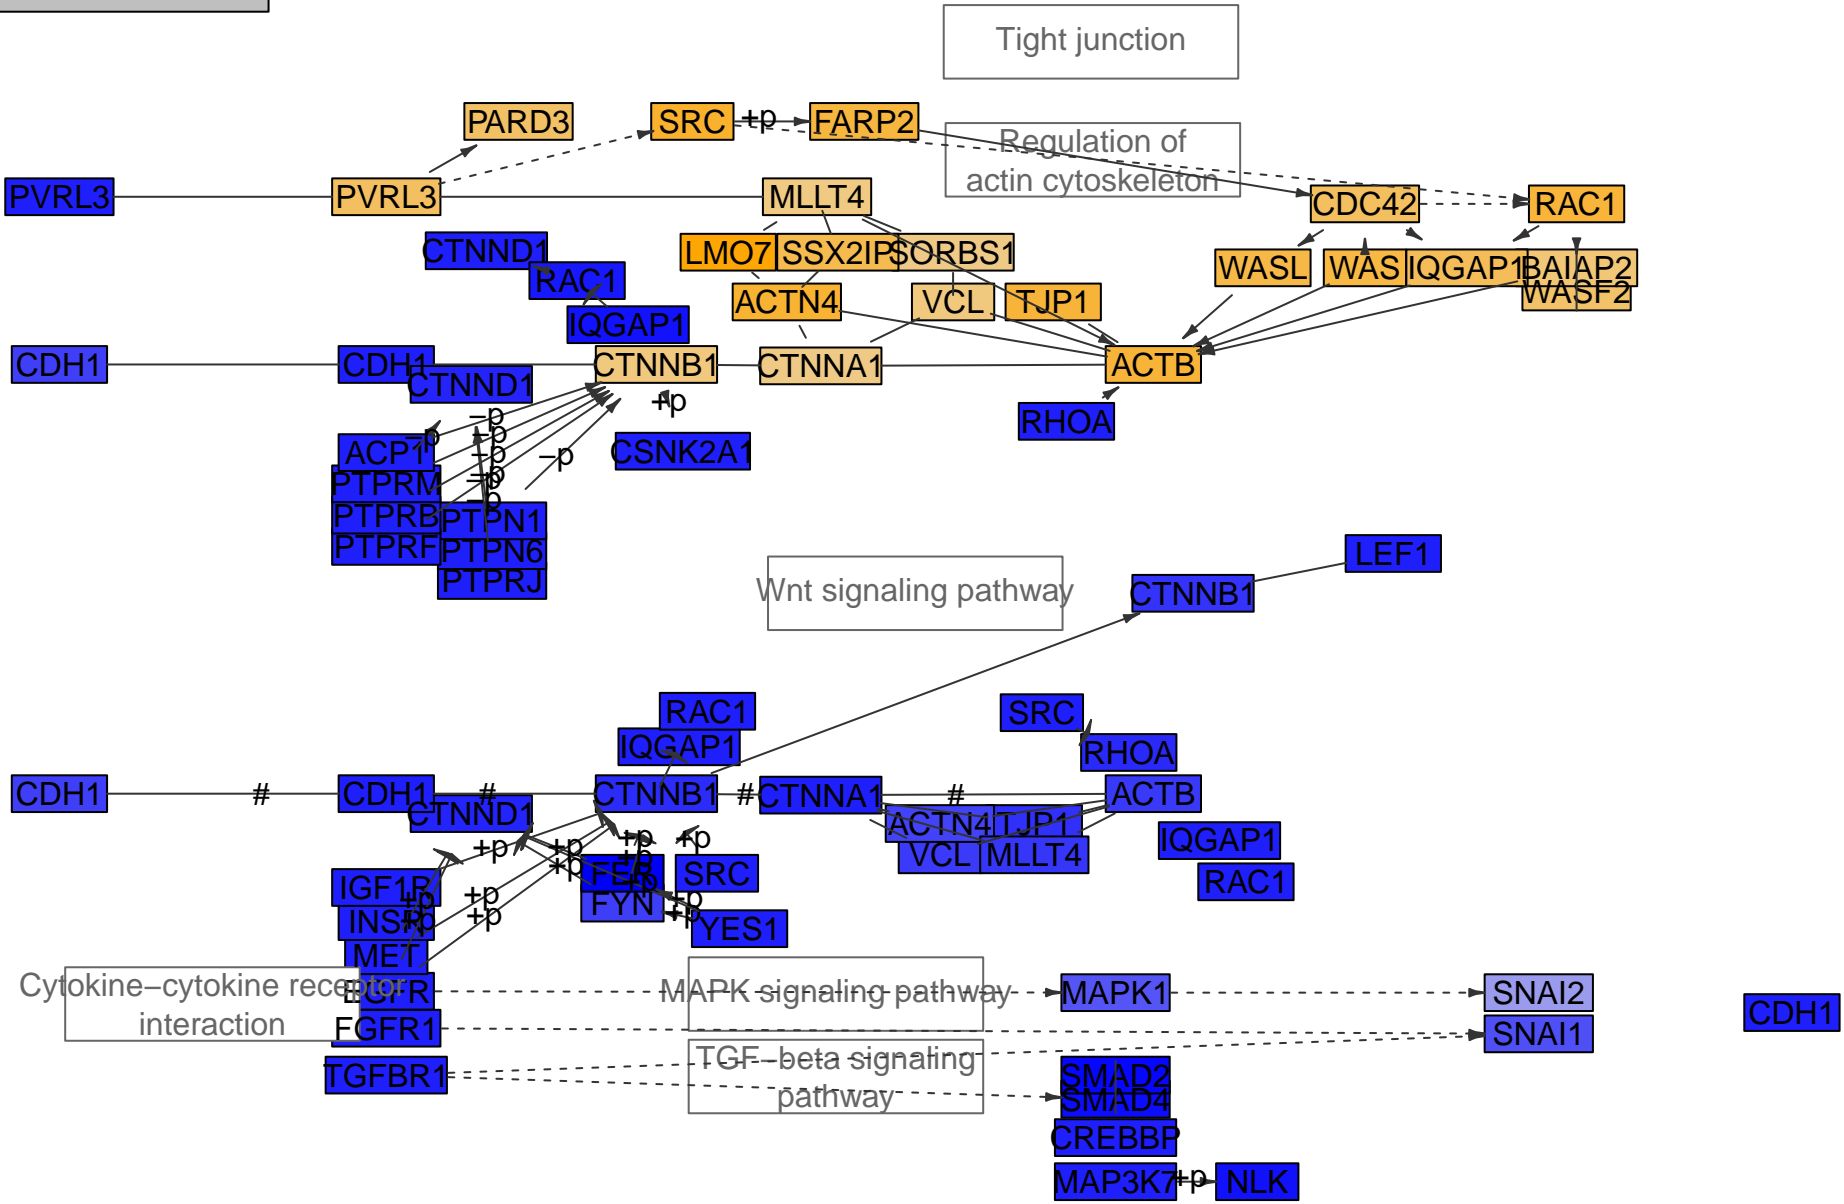 Tight junction
PARD3
SRC
+p
FARP2
Regulation of
actin cytoskeleton
PVRL3
PVRL3
MLLT4
CDC42
RAC1
CTNND1
RAC1
LMO7
SSX2IP
SORBS1
WASL
WAS
IQGAP1
BAIAP2
WASF2
IQGAP1
ACTN4
VCL
TJP1
CDH1
CDH1
CTNND1
CTNNB1
CTNNA1
ACTB
+p
RHOA
–p
–p
–p
–p
–p
–p
–p
–p
ACP1
CSNK2A1
PTPRM
PTPRB
PTPN1
PTPRF
PTPN6
PTPRJ
LEF1
Wnt signaling pathway
CTNNB1
RAC1
SRC
IQGAP1
RHOA
CDH1
#
CDH1
#
CTNNB1
#
CTNNA1
#
ACTB
CTNND1
ACTN4
TJP1
VCL
MLLT4
IQGAP1
RAC1
+p
+p
+p
+p
+p
+p
+p
FER
SRC
FYN
YES1
IGF1R
INSR
MET
+p
+p
+p
+p
+p
+p
Cytokine–cytokine receptor
interaction
EGFR
MAPK signaling pathway
MAPK1
SNAI2
CDH1
FGFR1
SNAI1
TGFBR1
TGF–beta signaling
pathway
SMAD2
SMAD4
CREBBP
MAP3K7
+p
NLK